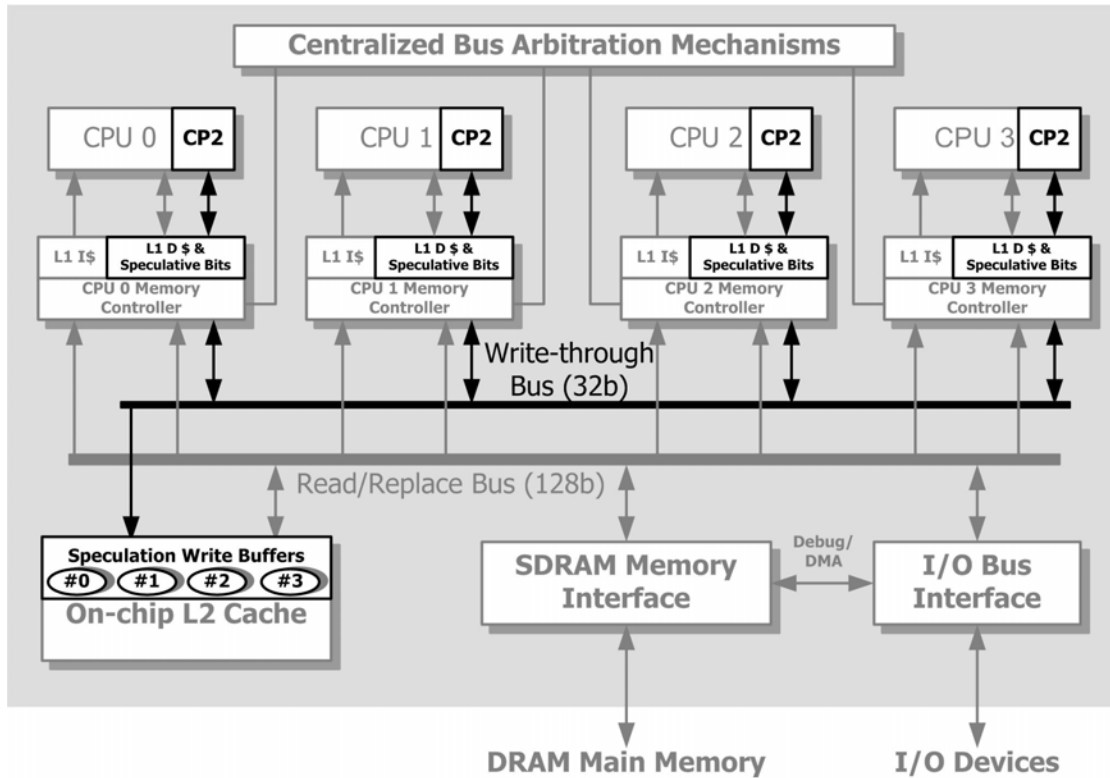 Centralized Bus Arbitration Mechanisms
CPU 0 CP2
CPU 1 CP2
CPU 2 CP2
CPU 3 CP2
L1 I$
L1 D $ &
Speculative Bits
CPU 0 Memory
Controller
L1 I$
L1 D $ &
Speculative Bits
CPU 1 Memory
Controller
L1 I$
L1 D $ &
Speculative Bits
CPU 2 Memory
Controller
L1 I$
L1 D $ &
Speculative Bits
CPU 3 Memory
Controller
Write-through
Bus (32b)
Read/Replace Bus (128b)
Speculation Write Buffers
#0 #1 #2 #3
On-chip L2 Cache
SDRAM Memory
Interface
Debug/
DMA
I/O Bus
Interface
DRAM Main Memory
I/O Devices